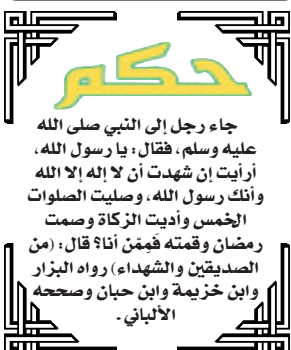 حكم
جاء رجل إلى النبي صلى الله
عليه وسلم، فقال: يا رسول الله،
أرأيت إن شهدت أن لا إله إلا الله
وأنك رسول الله، وصليت الصلوات
الخمس وأديت الزكاة وصمت
رمضان وقمته فَمِمّن أنا؟ قال: (من
الصديقين والشهداء) رواه البزار
وابن خزيمة وابن حبان وصححه
الألباني.